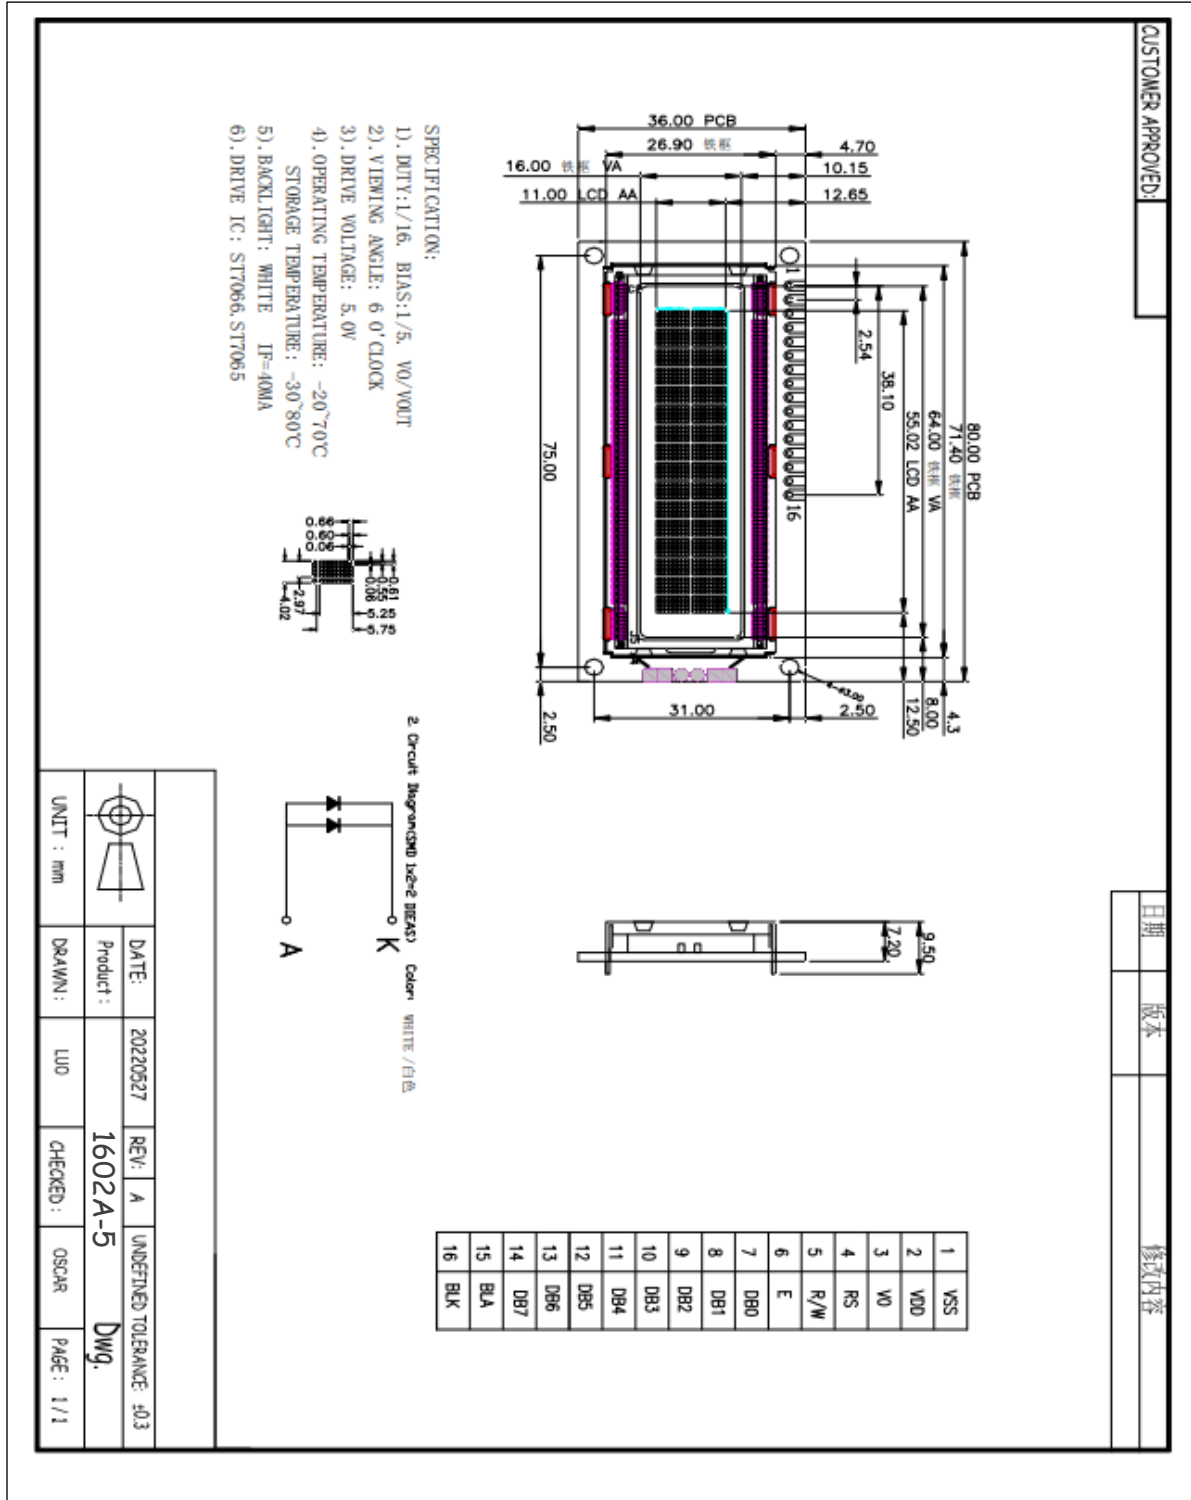 CUSTOMER APPROVED:
日期
版本
修改内容
36.00 PCB
26.90 铁框
16.00 铁框 VA
11.00 LCD AA
4.70
10.15
12.65
80.00 PCB
71.40 铁框
64.00 铁框 VA
55.02 LCD AA
38.10
2.54
1
16
75.00
2.50
31.00
2.50
4.3
8.00
12.50
9.50
7.20
SPECIFICATION:
1). DUTY:1/16. BIAS:1/5. VO/VOUT
2). VIEWING ANGLE: 6 O'CLOCK
3). DRIVE VOLTAGE: 5.0V
4). OPERATING TEMPERATURE: -20~70℃
STORAGE TEMPERATURE: -30~80℃
5). BACKLIGHT: WHITE IF=40MA
6). DRIVE IC: ST7066.ST7065
0.66
0.60
0.06
0.61
0.55
0.06
5.25
5.75
2.97
4.02
2. Circuit Diagram(SMD 1x2=2 DIEAS) Color: WHITE /白色
K
A
1 VSS
2 VDD
3 V0
4 RS
5 R/W
6 E
7 DB0
8 DB1
9 DB2
10 DB3
11 DB4
12 DB5
13 DB6
14 DB7
15 BLA
16 BLK
DATE: 20220527 REV: A UNDEFINED TOLERANCE: ±0.3
Product : 1602A-5 Dwg.
UNIT : mm DRAWN : LUO CHECKED : OSCAR PAGE : 1/1